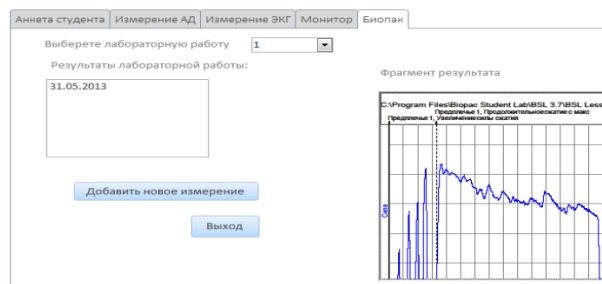 Анкета студента Измерение АД Измерение ЭКГ Монитор Биопак
Выберете лабораторную работу 1
Результаты лабораторной работы:
31.05.2013
Добавить новое измерение
Выход
Фрагмент результата
C:\Program Files\Biopac Student Lab\BSL 3.7\BSL Less
Предплечье 1, Продолжительноесжатие с макс
Предплечье 1, Увеличениесилы сжатия
Сила